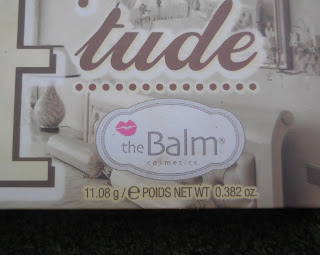 tude
the Balm®
cosmetics
11.08 g / ℮ POIDS NET WT 0.382 oz.